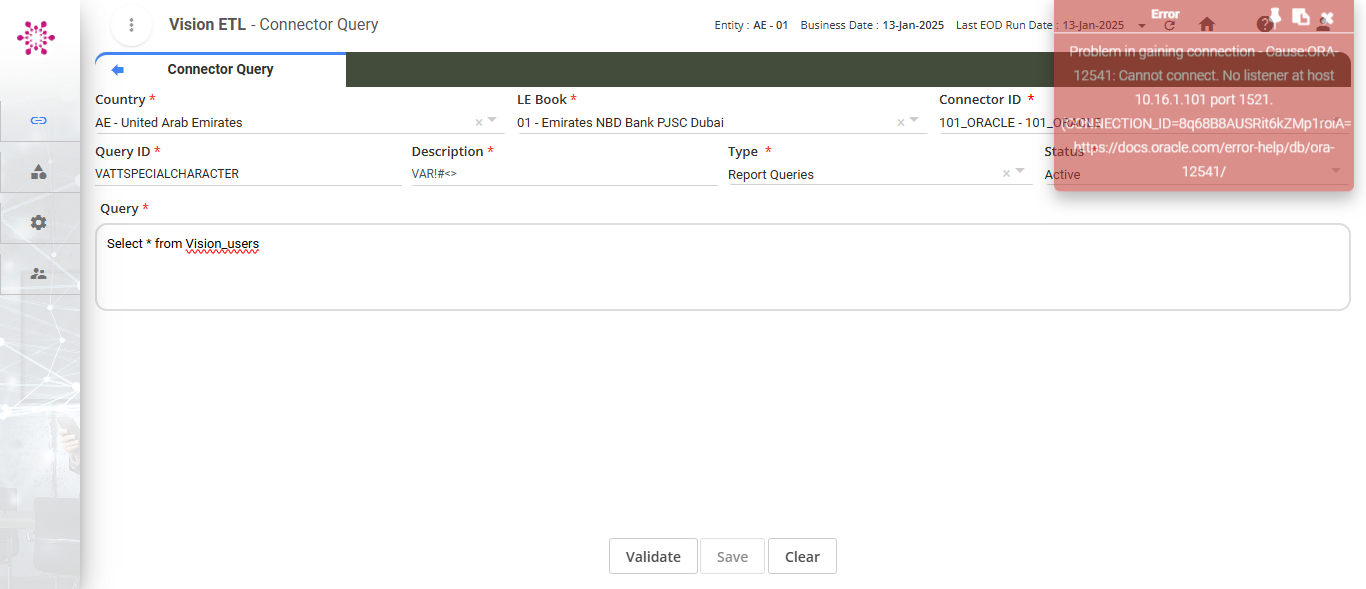 Vision ETL - Connector Query
Entity : AE - 01 Business Date : 13-Jan-2025 Last EOD Run Date : 13-Jan-2025
Error
Problem in gaining connection - Cause:ORA-
12541: Cannot connect. No listener at host
10.16.1.101 port 1521.
(CONNECTION_ID=8q68B8AUSRit6kZMp1roiA=
https://docs.oracle.com/error-help/db/ora-
12541/
Connector Query
Country * LE Book * Connector ID *
AE - United Arab Emirates × 01 - Emirates NBD Bank PJSC Dubai × 101_ORACLE - 101_ORACLE
Query ID * Description * Type * Status *
VATTSPECIALCHARACTER VAR!#<> Report Queries × Active
Query *
Select * from Vision_users
Validate Save Clear